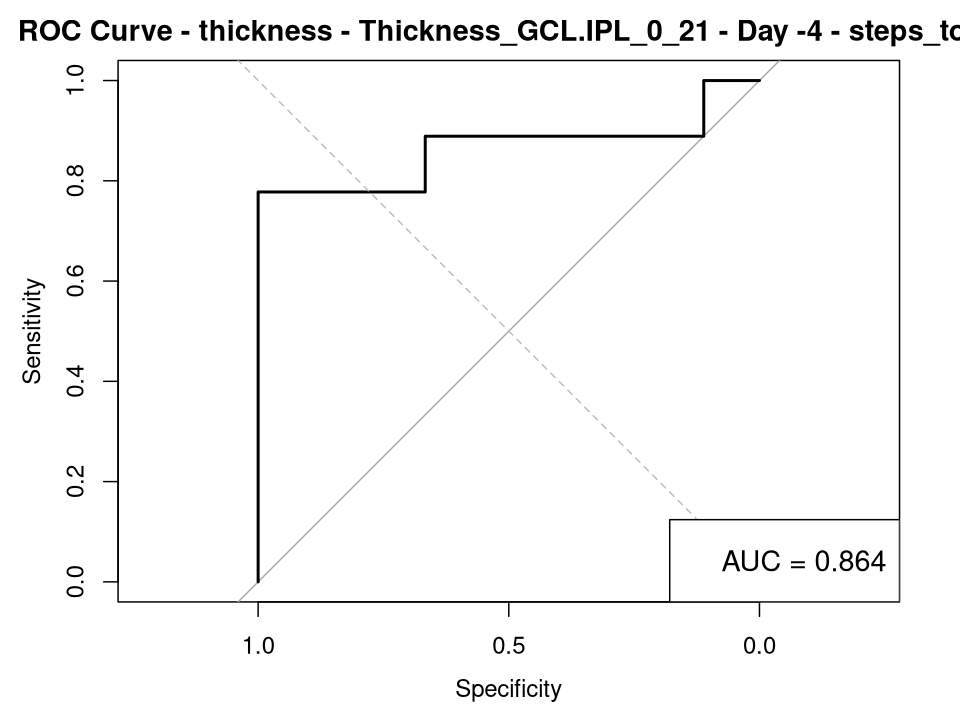 ROC Curve - thickness - Thickness_GCL.IPL_0_21 - Day -4 - steps_to
1.0
0.8
0.6
0.4
0.2
0.0
Sensitivity
AUC = 0.864
1.0 0.5 0.0
Specificity